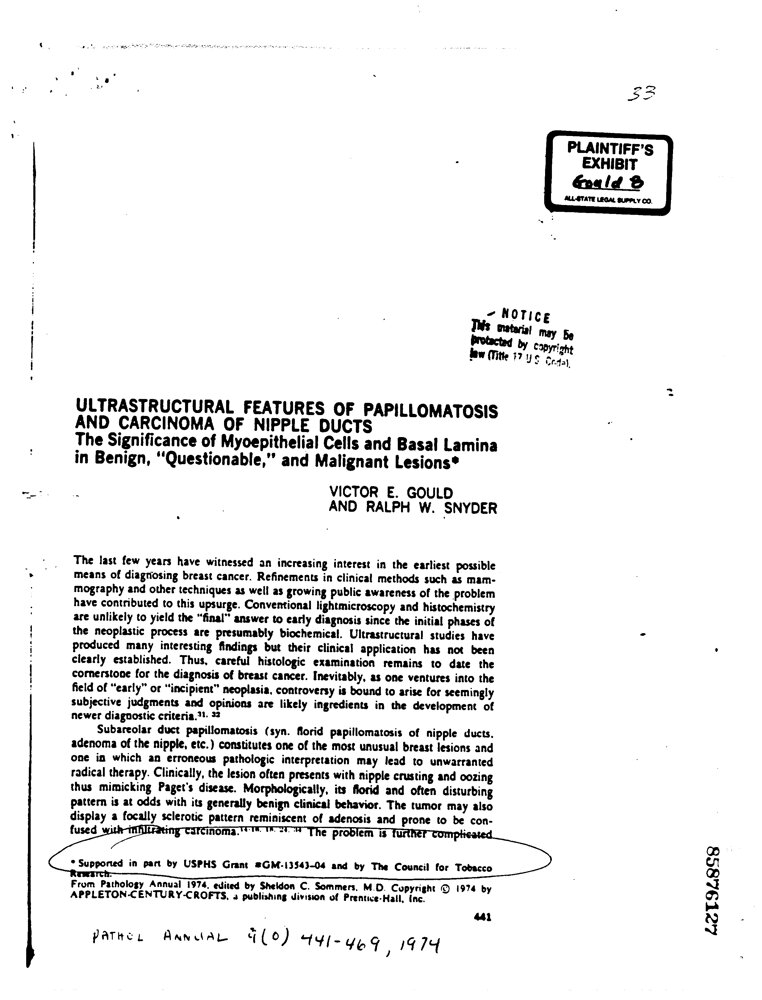 33
PLAINTIFF'S
EXHIBIT
Gould B
ALL-STATE LEGAL SUPPLY CO.
NOTICE
This material may be
protected by copyright
law (Title 17 U.S. Code).
ULTRASTRUCTURAL FEATURES OF PAPILLOMATOSIS
AND CARCINOMA OF NIPPLE DUCTS
The Significance of Myoepithelial Cells and Basal Lamina
in Benign, "Questionable," and Malignant Lesions*
VICTOR E. GOULD
AND RALPH W. SNYDER
The last few years have witnessed an increasing interest in the earliest possible
means of diagnosing breast cancer. Refinements in clinical methods such as mam-
mography and other techniques as well as growing public awareness of the problem
have contributed to this upsurge. Conventional lightmicroscopy and histochemistry
are unlikely to yield the "final" answer to early diagnosis since the initial phases of
the neoplastic process are presumably biochemical. Ultrastructural studies have
produced many interesting findings but their clinical application has not been
clearly established. Thus, careful histologic examination remains to date the
cornerstone for the diagnosis of breast cancer. Inevitably, as one ventures into the
field of "early" or "incipient" neoplasia, controversy is bound to arise for seemingly
subjective judgments and opinions are likely ingredients in the development of
newer diagnostic criteria.31, 32
Subareolar duct papillomatosis (syn. florid papillomatosis of nipple ducts,
adenoma of the nipple, etc.) constitutes one of the most unusual breast lesions and
one in which an erroneous pathologic interpretation may lead to unwarranted
radical therapy. Clinically, the lesion often presents with nipple crusting and oozing
thus mimicking Paget's disease. Morphologically, its florid and often disturbing
pattern is at odds with its generally benign clinical behavior. The tumor may also
display a focally sclerotic pattern reminiscent of adenosis and prone to be con-
fused with infiltrating carcinoma. The problem is further complicated
* Supported in part by USPHS Grant #GM-13543-04 and by The Council for Tobacco
Research.
From Pathology Annual 1974, edited by Sheldon C. Sommers, M.D. Copyright © 1974 by
APPLETON-CENTURY-CROFTS, a publishing division of Prentice-Hall, Inc.
441
PATHOL ANNUAL 9(0) 441-469, 1974
85876127